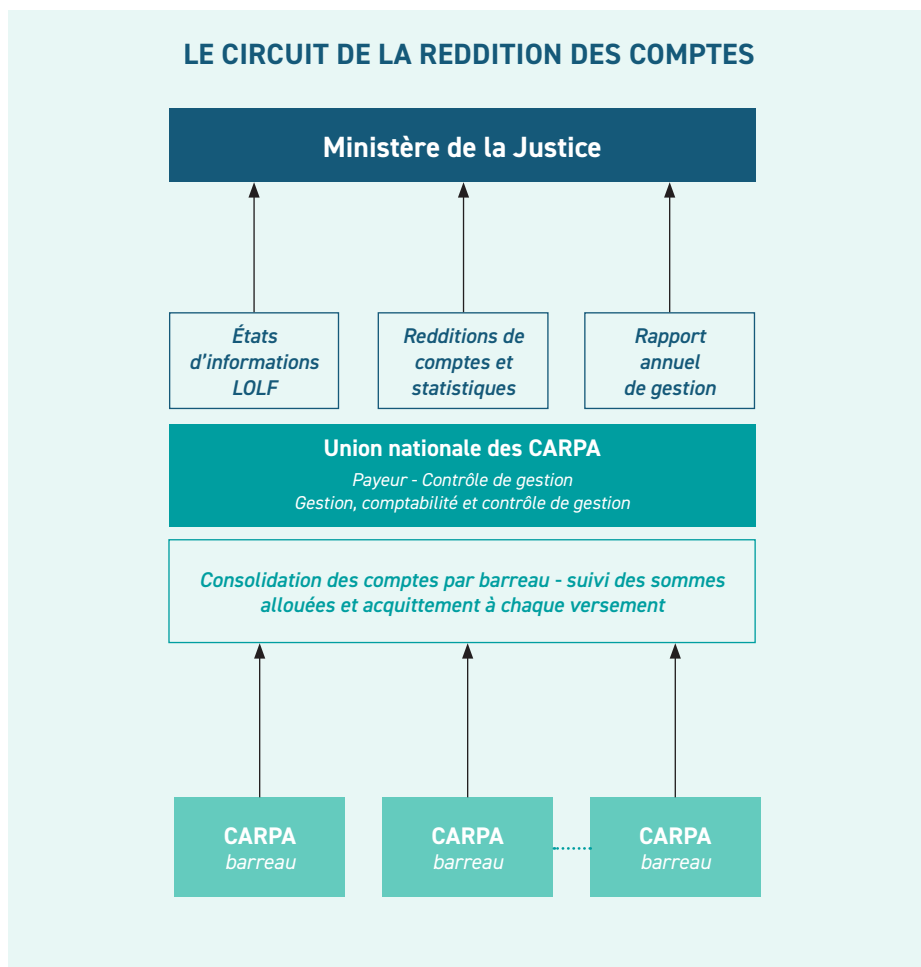 LE CIRCUIT DE LA REDDITION DES COMPTES
Ministère de la Justice
États
d’informations
LOLF
Redditions de
comptes et
statistiques
Rapport
annuel
de gestion
Union nationale des CARPA
Payeur - Contrôle de gestion
Gestion, comptabilité et contrôle de gestion
Consolidation des comptes par barreau - suivi des sommes
allouées et acquittement à chaque versement
CARPA
barreau
CARPA
barreau
CARPA
barreau